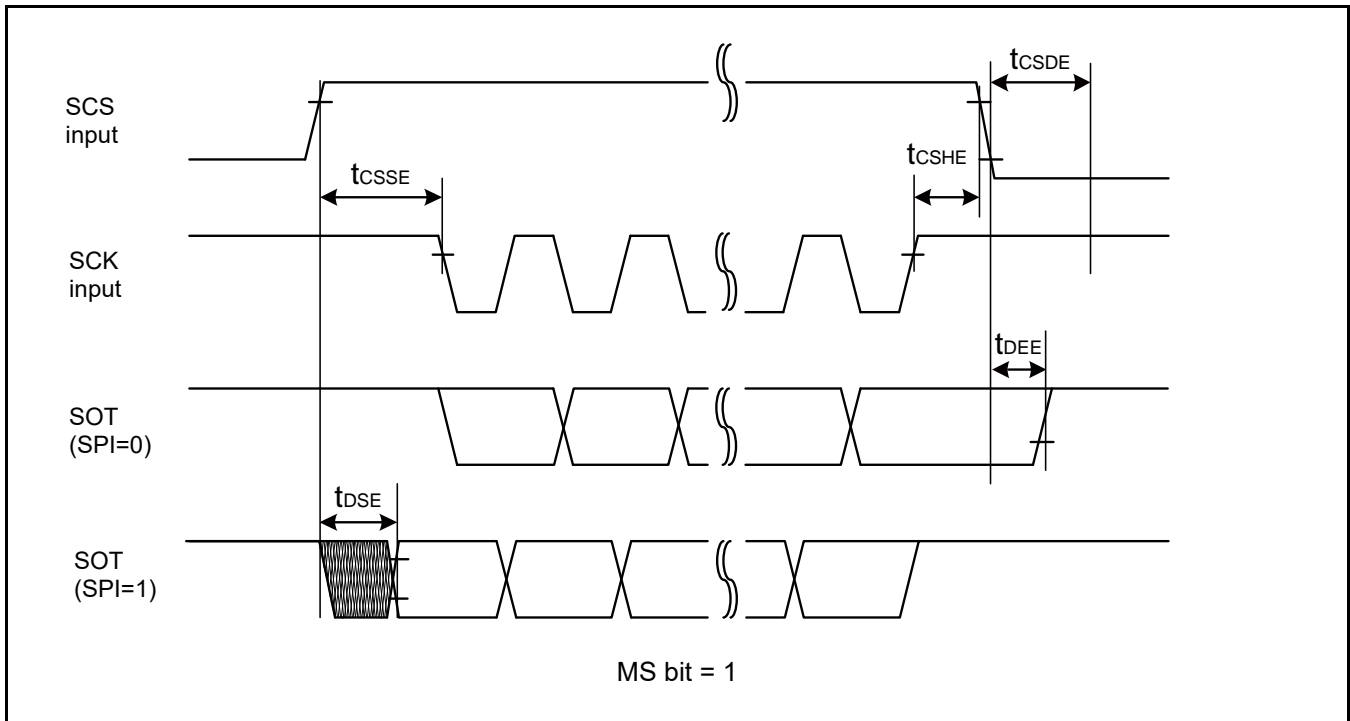 tCSDE
SCS
input
tCSHE
tCSSE
SCK
input
tDEE
SOT
(SPI=0)
tDSE
SOT
(SPI=1)
MS bit = 1